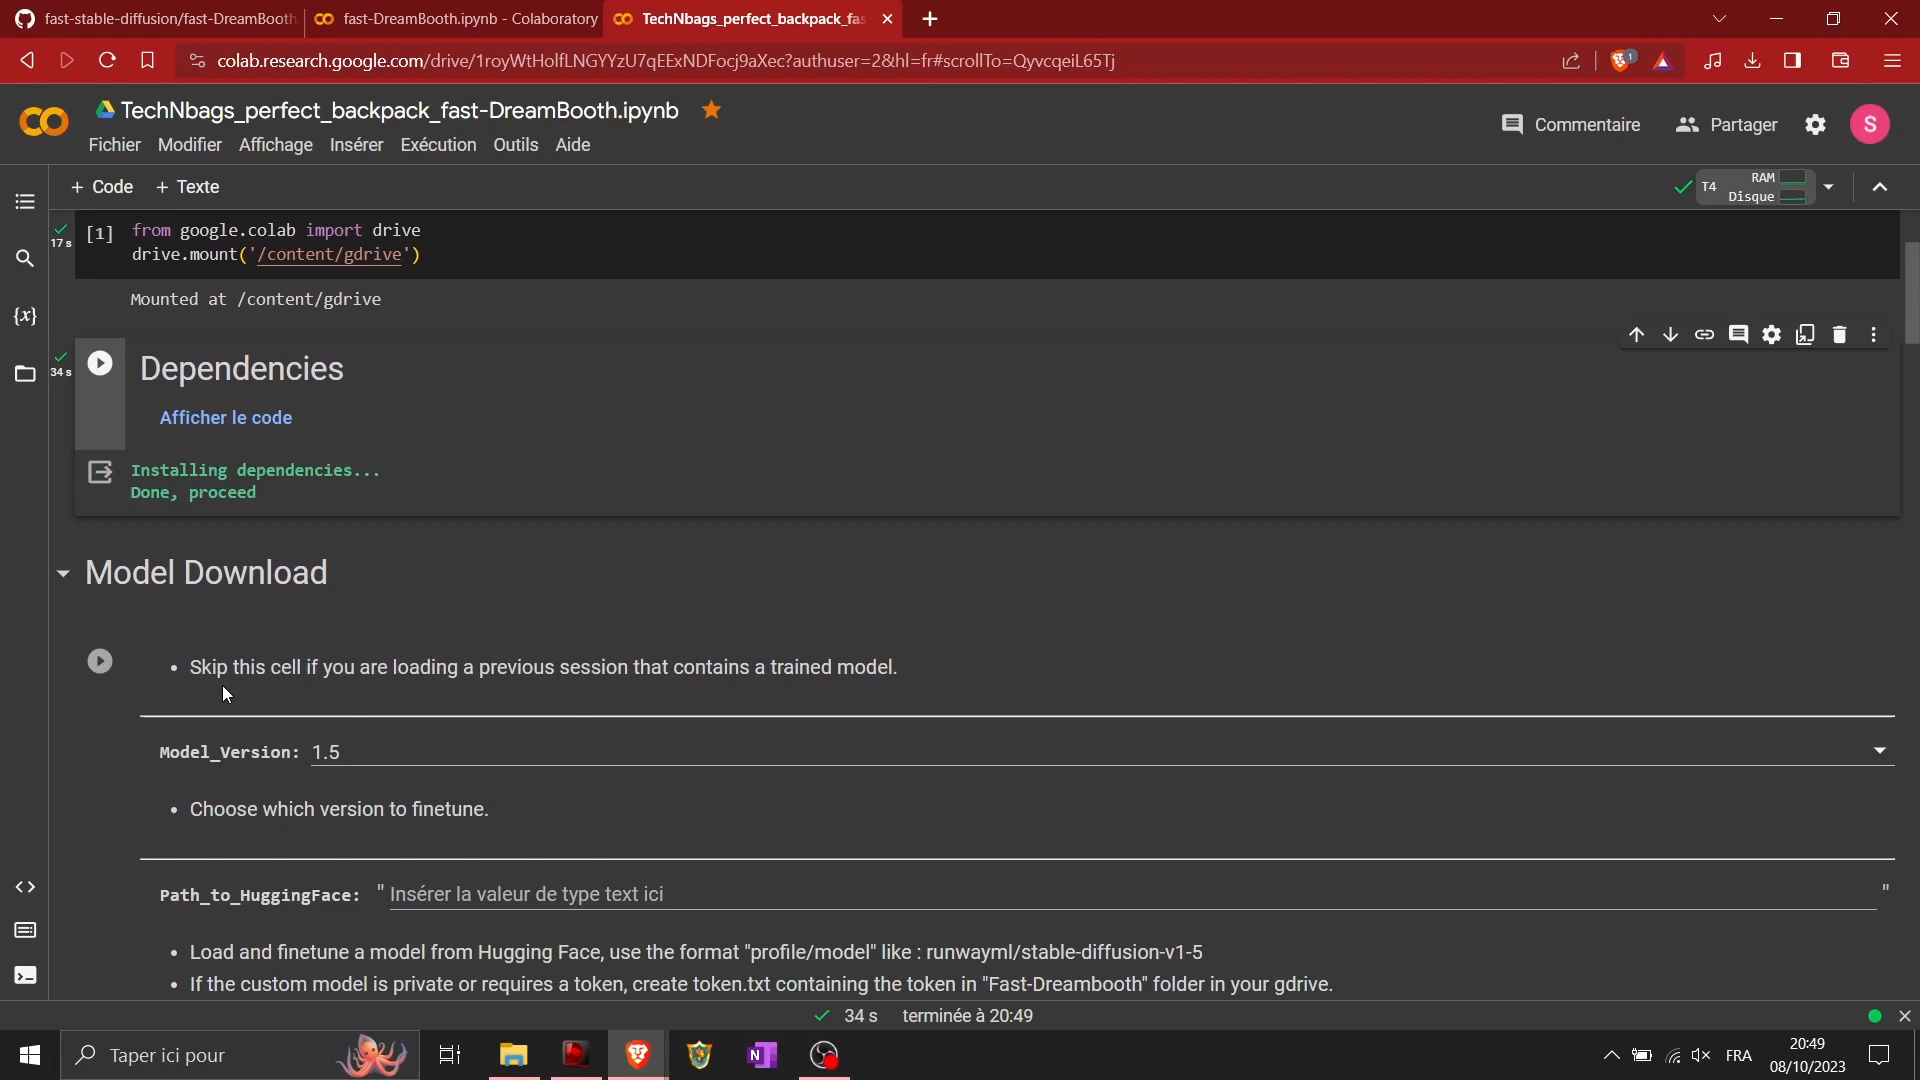 fast-stable-diffusion/fast-DreamBooth
fast-DreamBooth.ipynb - Colaboratory
TechNbags_perfect_backpack_fas
colab.research.google.com/drive/1royWtHolfLNGYYzU7qEExNDFocj9aXec?authuser=2&hl=fr#scrollTo=QyvcqeiL65Tj
1
TechNbags_perfect_backpack_fast-DreamBooth.ipynb
Commentaire
Partager
S
Fichier Modifier Affichage Insérer Exécution Outils Aide
+ Code + Texte
T4
RAM
Disque
17 s
[1]
from google.colab import drive
drive.mount('/content/gdrive')
Mounted at /content/gdrive
{x}
34 s
Dependencies
Afficher le code
Installing dependencies...
Done, proceed
Model Download
• Skip this cell if you are loading a previous session that contains a trained model.
Model_Version: 1.5
• Choose which version to finetune.
Path_to_HuggingFace: " Insérer la valeur de type text ici "
• Load and finetune a model from Hugging Face, use the format "profile/model" like : runwayml/stable-diffusion-v1-5
• If the custom model is private or requires a token, create token.txt containing the token in "Fast-Dreambooth" folder in your gdrive.
34 s terminée à 20:49
Taper ici pour
N
FRA
20:49
08/10/2023